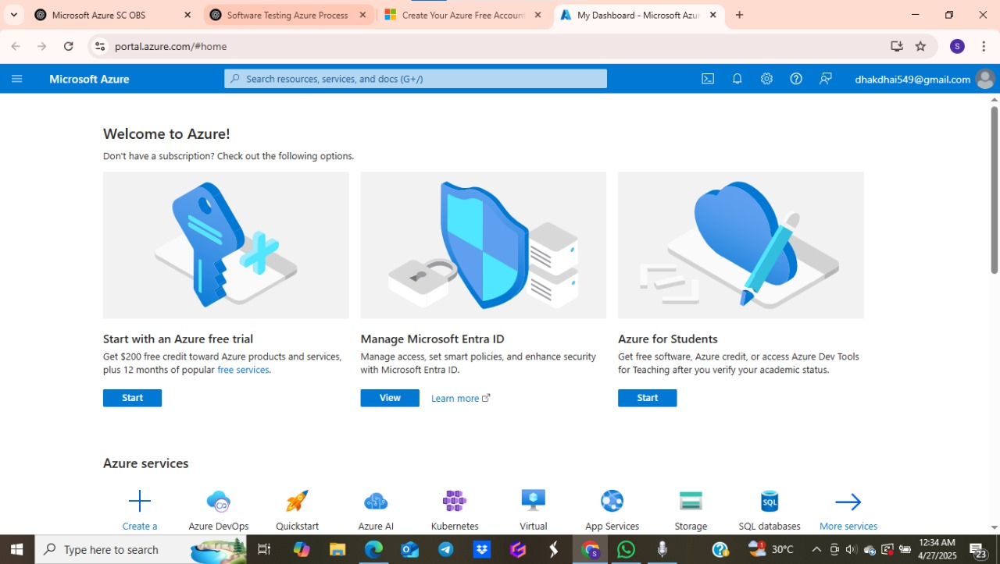 Microsoft Azure SC OBS
Software Testing Azure Process
Create Your Azure Free Accoun
My Dashboard - Microsoft Azur
portal.azure.com/#home
S
Microsoft Azure
Search resources, services, and docs (G+/)
dhakdhai549@gmail.com
Welcome to Azure!
Don't have a subscription? Check out the following options.
Start with an Azure free trial
Get $200 free credit toward Azure products and services,
plus 12 months of popular free services.
Start
Manage Microsoft Entra ID
Manage access, set smart policies, and enhance security
with Microsoft Entra ID.
View
Learn more
Azure for Students
Get free software, Azure credit, or access Azure Dev Tools
for Teaching after you verify your academic status.
Start
Azure services
Create a
Azure DevOps
Quickstart
Azure AI
Kubernetes
Virtual
App Services
Storage
SQL
SQL databases
More services
Type here to search
S
1
30°C
12:34 AM
4/27/2025
23